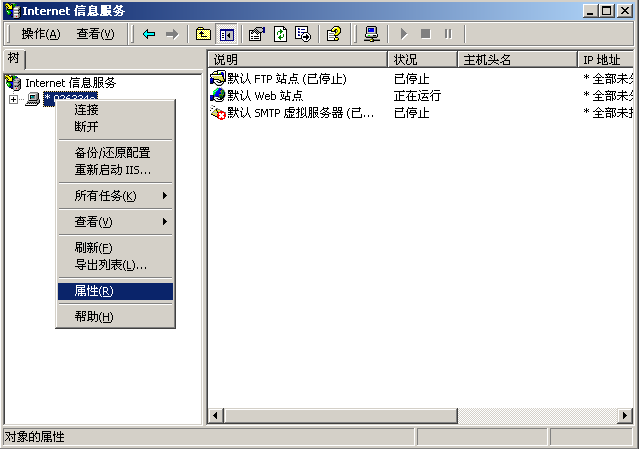 Internet 信息服务
操作(A) 查看(V)
树
说明 状况 主机头名 IP 地址
Internet 信息服务
默认 FTP 站点 (已停止) 已停止 * 全部未
默认 Web 站点 正在运行 * 全部未
默认 SMTP 虚拟服务器 (已... 已停止 * 全部未
连接
断开
备份/还原配置
重新启动 IIS...
所有任务(K)
查看(V)
刷新(F)
导出列表(L)...
属性(R)
帮助(H)
对象的属性